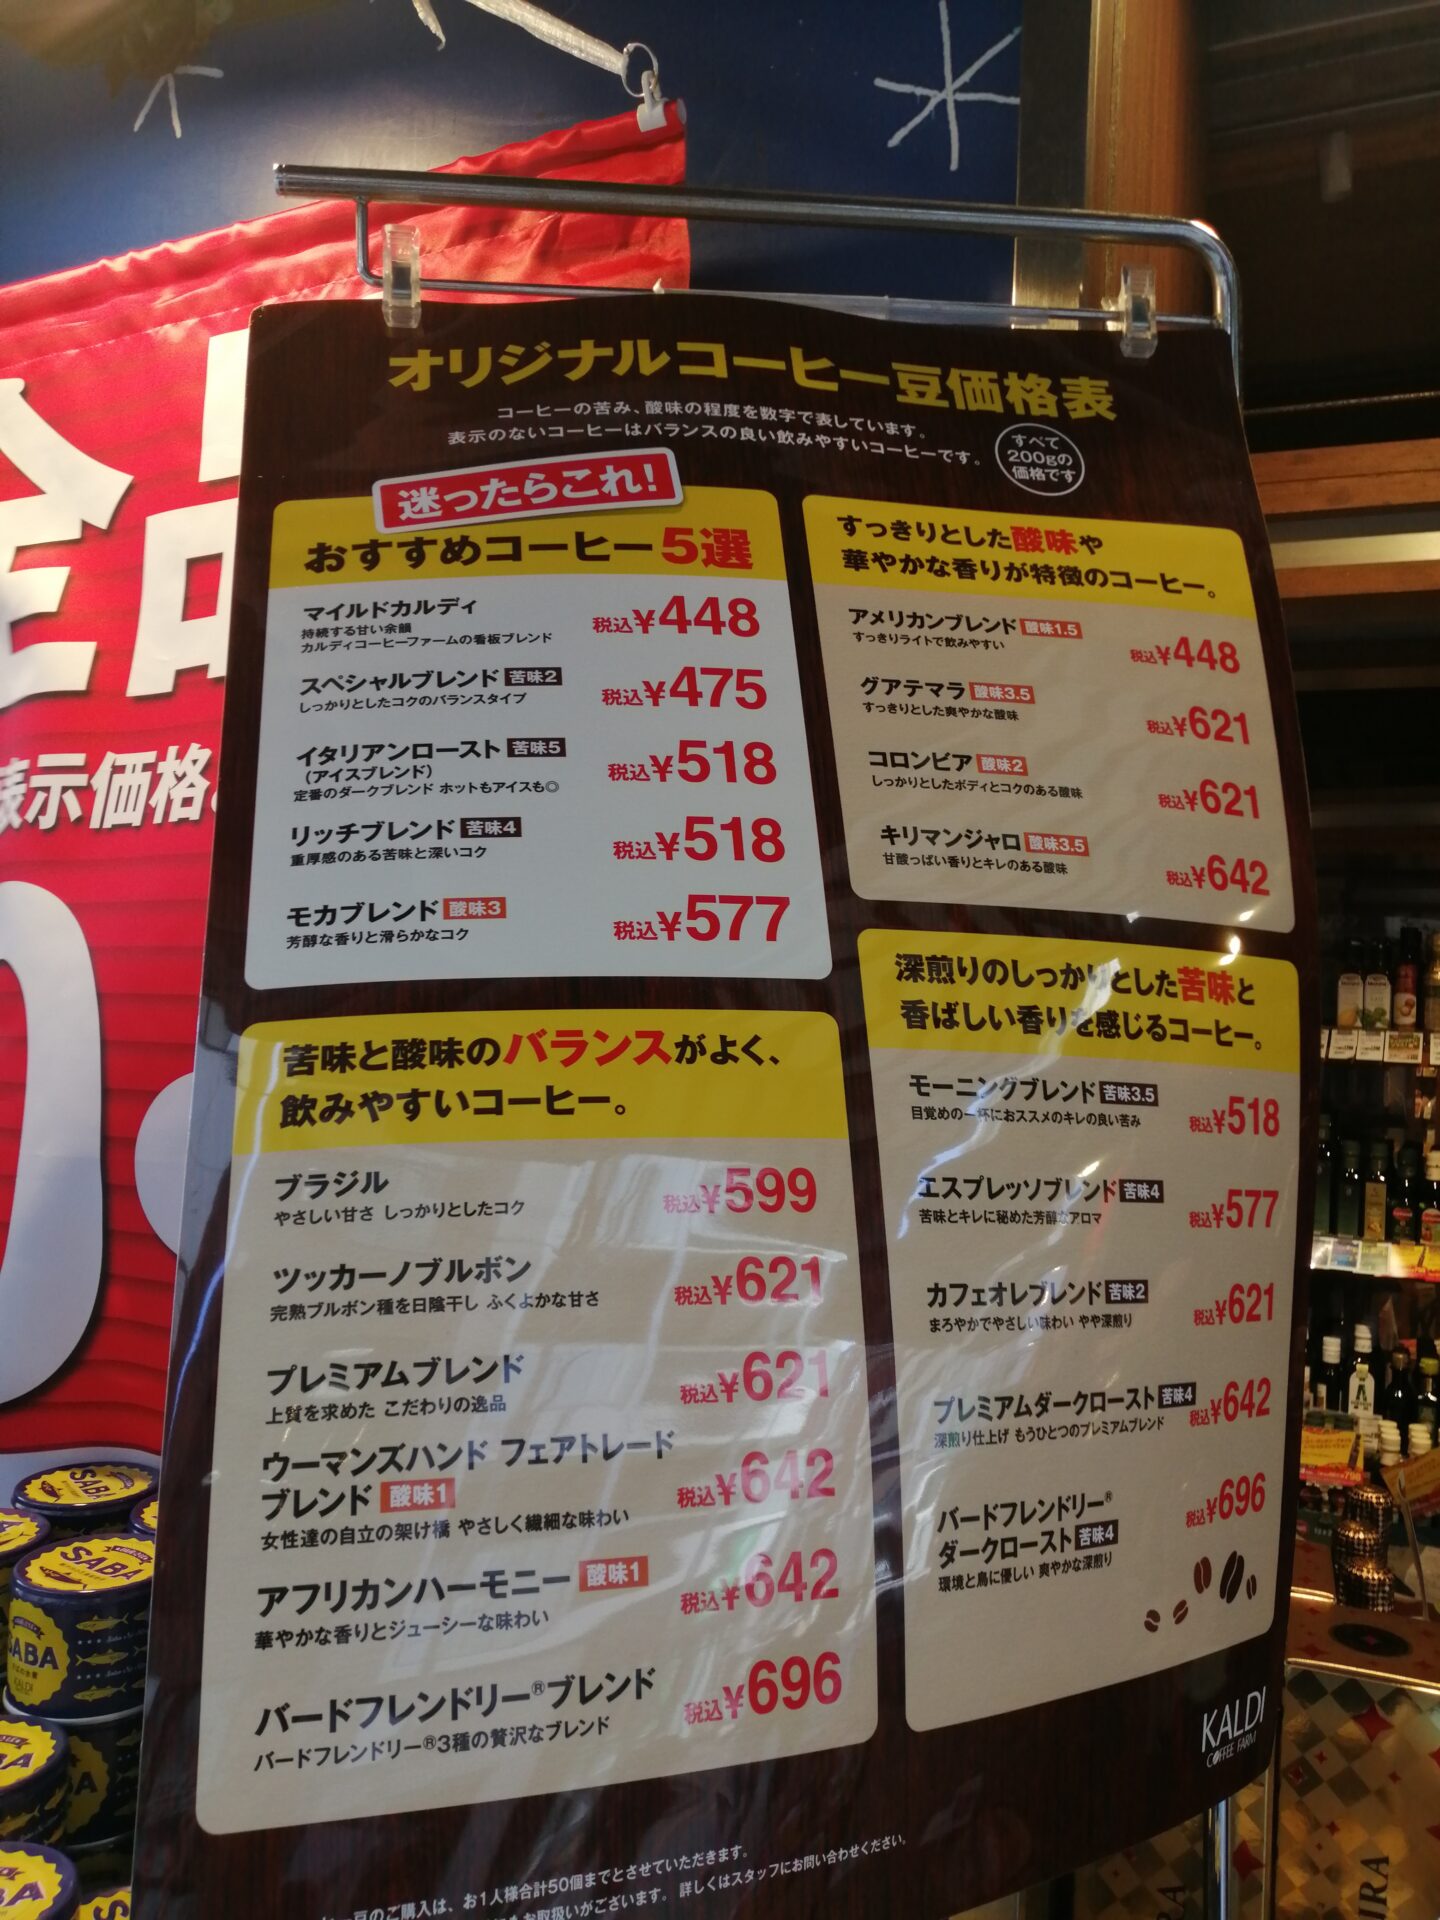 オリジナルコーヒー豆価格表
コーヒーの苦み、酸味の程度を数字で表しています。
表示のないコーヒーはバランスの良い飲みやすいコーヒーです。
すべて
200gの
価格です
迷ったらこれ!
おすすめコーヒー5選
マイルドカルディ
持続する甘い余韻
カルディコーヒーファームの看板ブレンド
税込¥448
スペシャルブレンド 苦味2
しっかりとしたコクのバランスタイプ
税込¥475
イタリアンロースト 苦味5
(アイスブレンド)
定番のダークブレンド ホットもアイスも◎
税込¥518
リッチブレンド 苦味4
重厚感のある苦味と深いコク
税込¥518
モカブレンド 酸味3
芳醇な香りと滑らかなコク
税込¥577
すっきりとした酸味や
華やかな香りが特徴のコーヒー。
アメリカンブレンド 酸味1.5
すっきりライトで飲みやすい
税込¥448
グアテマラ 酸味3.5
すっきりとした爽やかな酸味
税込¥621
コロンビア 酸味2
しっかりとしたボディとコクのある酸味
税込¥621
キリマンジャロ 酸味3.5
甘酸っぱい香りとキレのある酸味
税込¥642
苦味と酸味のバランスがよく、
飲みやすいコーヒー。
ブラジル
やさしい甘さ しっかりとしたコク
税込¥599
ツッカーノブルボン
完熟ブルボン種を日陰干し ふくよかな甘さ
税込¥621
プレミアムブレンド
上質を求めた こだわりの逸品
税込¥621
ウーマンズハンド フェアトレード
ブレンド 酸味1
女性達の自立の架け橋 やさしく繊細な味わい
税込¥642
アフリカンハーモニー 酸味1
華やかな香りとジューシーな味わい
税込¥642
バードフレンドリー®ブレンド
バードフレンドリー®3種の贅沢なブレンド
税込¥696
深煎りのしっかりとした苦味と
香ばしい香りを感じるコーヒー。
モーニングブレンド 苦味3.5
目覚めの一杯におススメのキレの良い苦み
税込¥518
エスプレッソブレンド 苦味4
苦味とキレに秘めた芳醇なアロマ
税込¥577
カフェオレブレンド 苦味2
まろやかでやさしい味わい やや深煎り
税込¥621
プレミアムダークロースト 苦味4
深煎り仕上げ もうひとつのプレミアムブレンド
税込¥642
バードフレンドリー®
ダークロースト 苦味4
環境と鳥に優しい 爽やかな深煎り
税込¥696
KALDI
COFFEE FARM
豆のご購入は、お1人様合計50個までとさせていただきます。
お取扱いがございます。詳しくはスタッフにお問い合わせください。
表示価格
SABA
SABA
SABA
KALDI